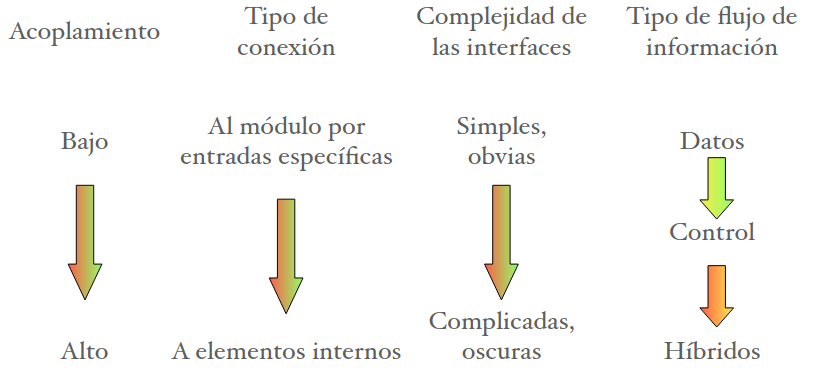 Acoplamiento
Tipo de
conexión
Complejidad de
las interfaces
Tipo de flujo de
información
Bajo
Al módulo por
entradas específicas
Simples,
obvias
Datos
Control
Alto
A elementos internos
Complicadas,
oscuras
Híbridos